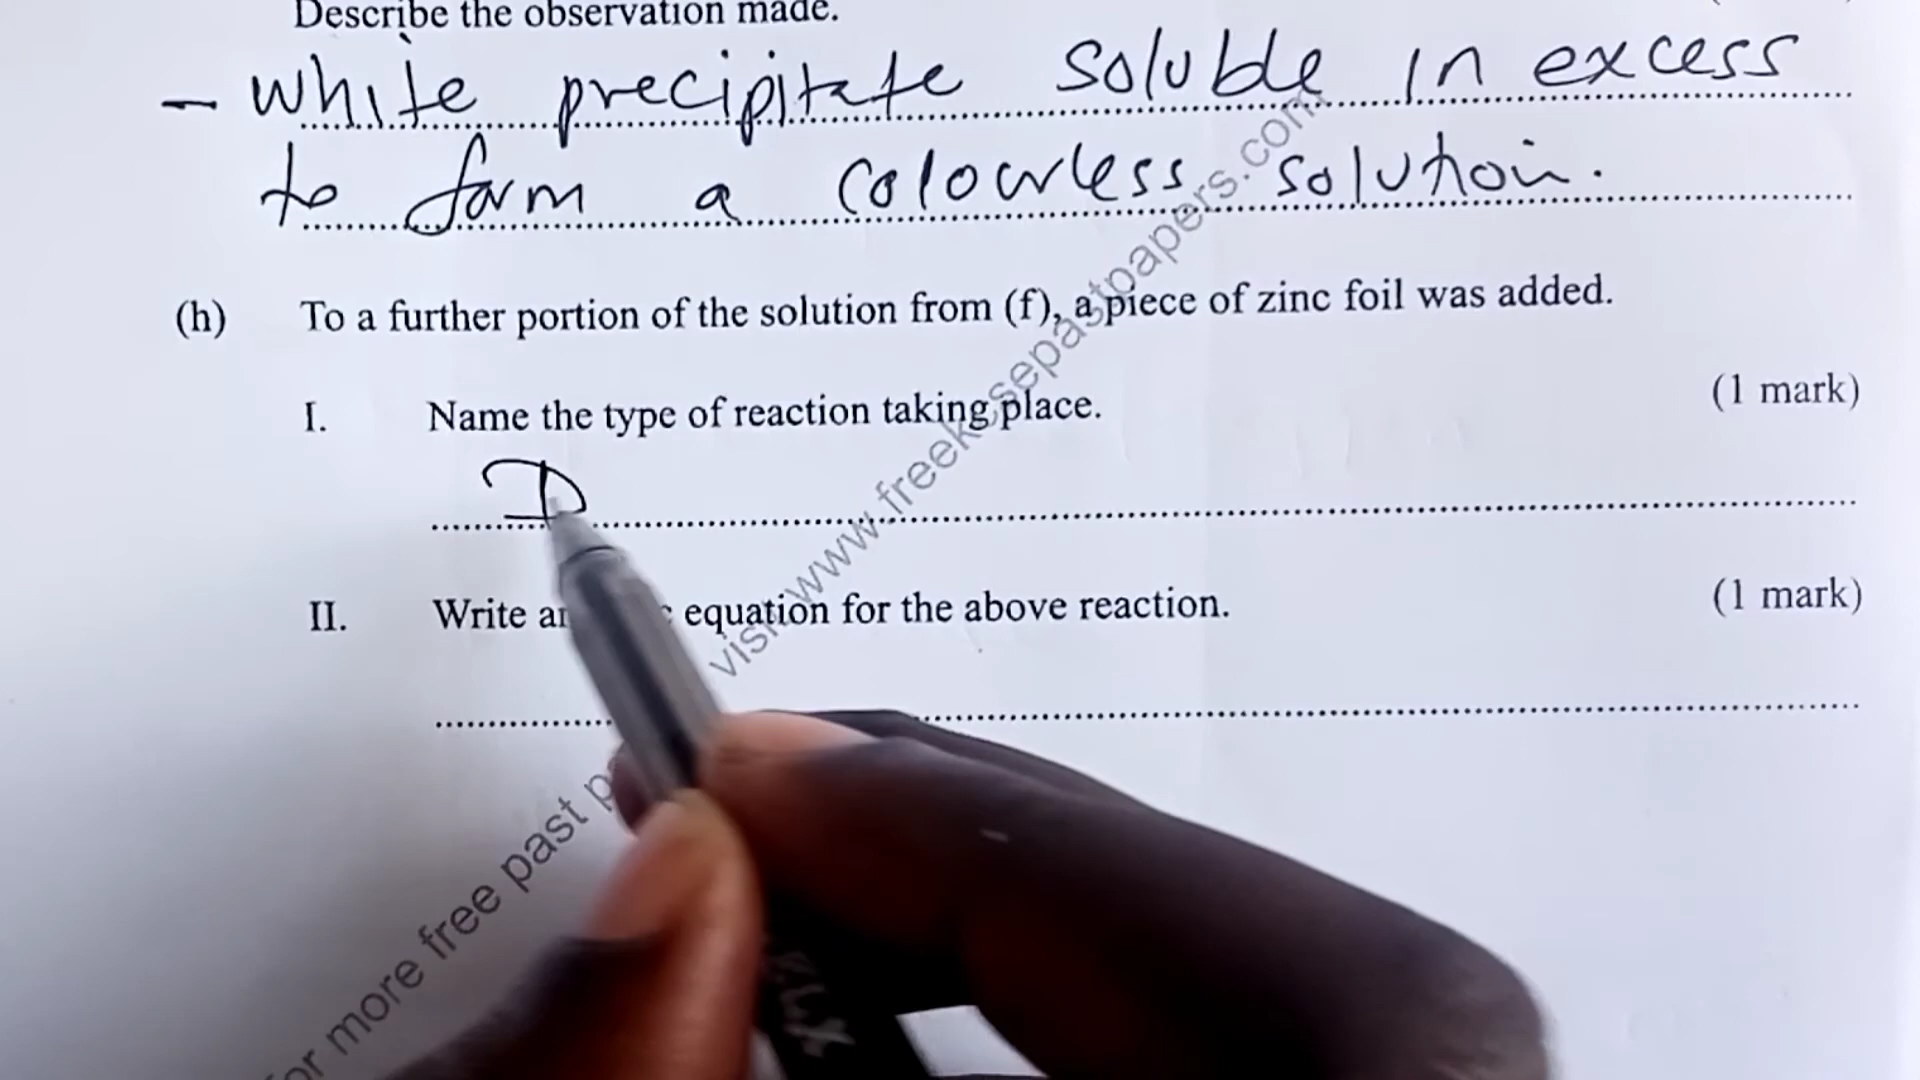 Describe the observation made.
- White precipitate soluble in excess
to form a colourless solution.
(h) To a further portion of the solution from (f), a piece of zinc foil was added.
I. Name the type of reaction taking place. (1 mark)
D
II. Write equation for the above reaction. (1 mark)
visit www.freekcsepastpapers.com
for more free past